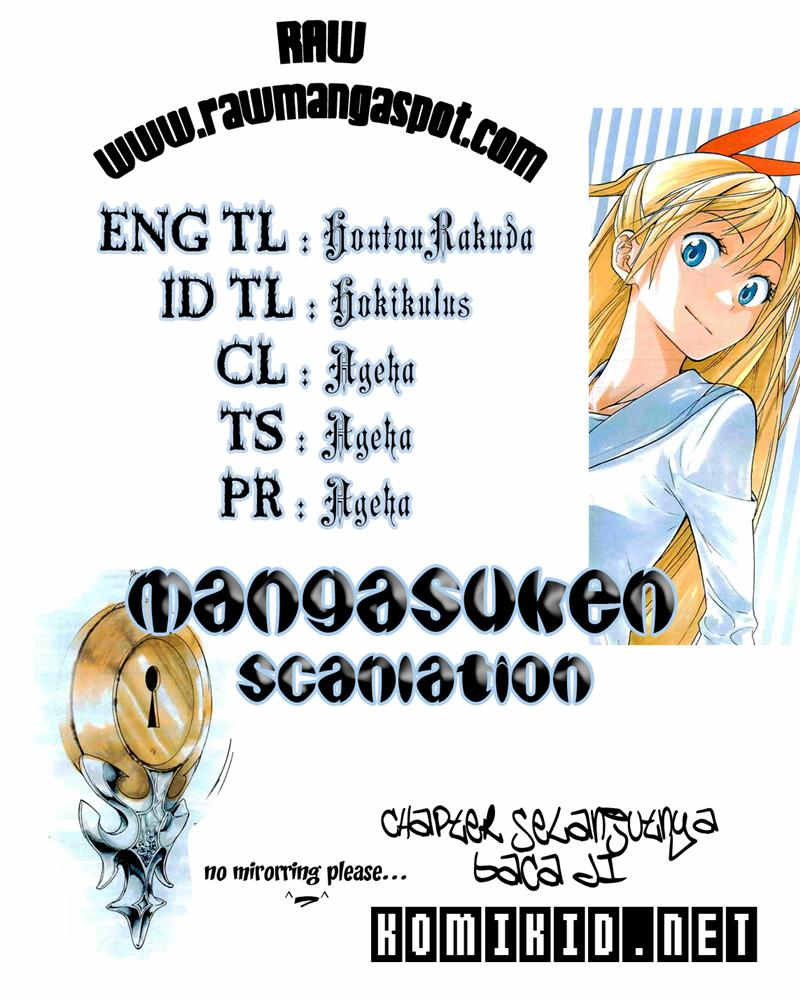 RAW
www.rawmangaspot.com
ENG TL : HontouRakuda
ID TL : Hokikulus
CL : Ageha
TS : Ageha
PR : Ageha
mangasuken
scanlation
no mirorring please...
^_~^
chapter selanjutnya
baca di
KOMIKID.NET